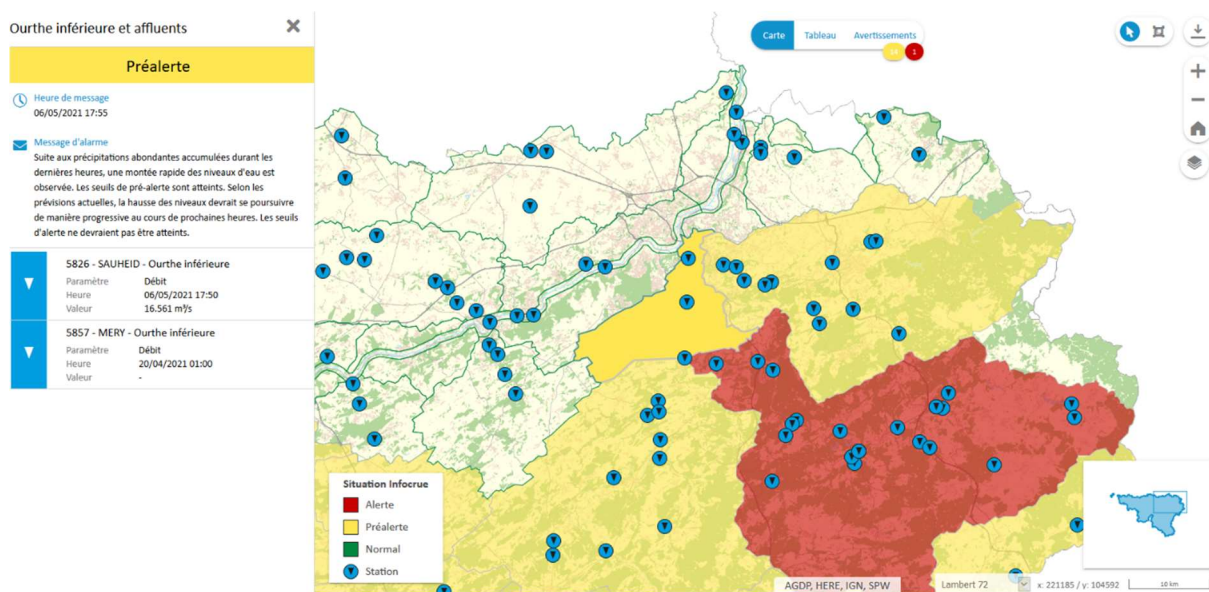 Ourthe inférieure et affluents
Préalerte
Heure de message
06/05/2021 17:55
Message d'alarme
Suite aux précipitations abondantes accumulées durant les
dernières heures, une montée rapide des niveaux d'eau est
observée. Les seuils de pré-alerte sont atteints. Selon les
prévisions actuelles, la hausse des niveaux devrait se poursuivre
de manière progressive au cours de prochaines heures. Les seuils
d'alerte ne devraient pas être atteints.
5826 - SAUHEID - Ourthe inférieure
Paramètre Débit
Heure 06/05/2021 17:50
Valeur 16.561 m³/s
5857 - MERY - Ourthe inférieure
Paramètre Débit
Heure 20/04/2021 01:00
Valeur -
Carte Tableau Avertissements
1
Situation Infocrue
Alerte
Préalerte
Normal
Station
AGDP, HERE, IGN, SPW
Lambert 72
x: 221185 / y: 104592
10 km